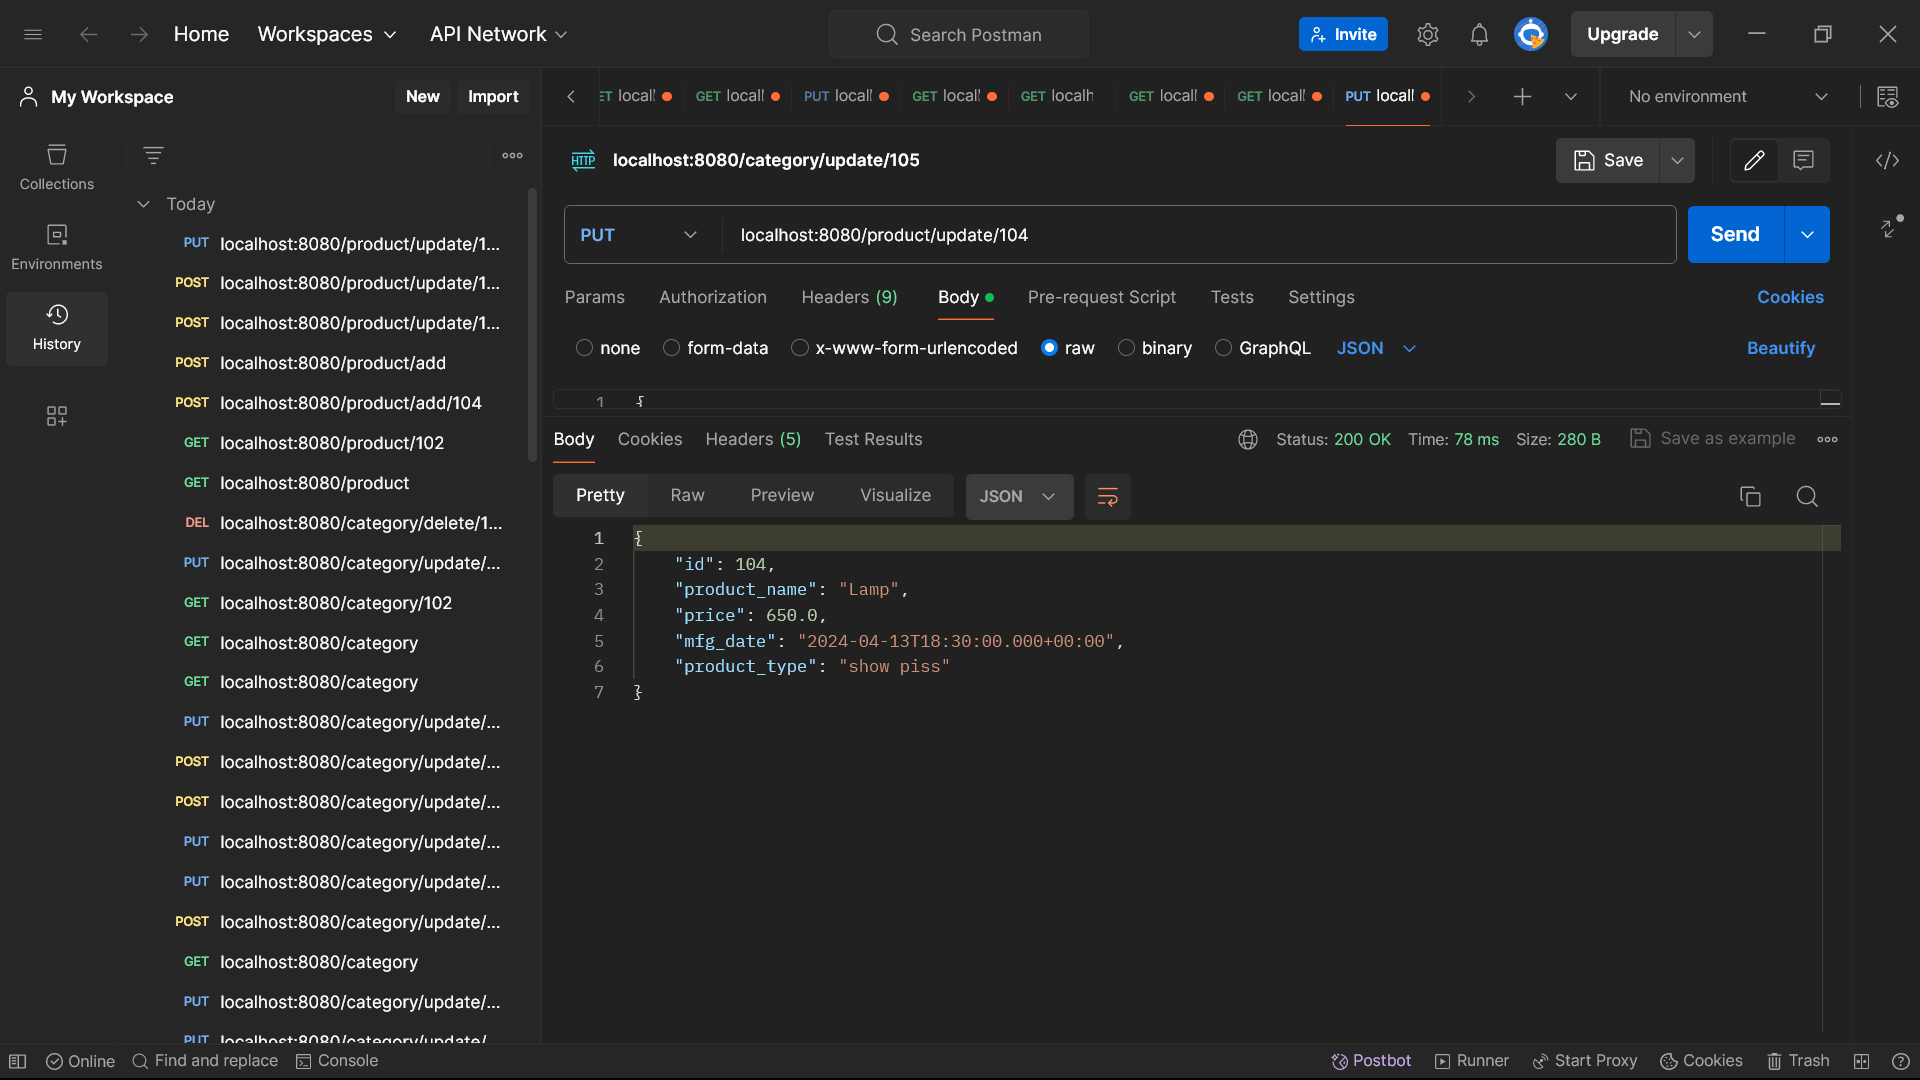 Home Workspaces API Network Search Postman Invite Upgrade
My Workspace New Import
ET locall GET locall PUT locall GET locall GET localh GET locall GET locall PUT locall No environment
Collections
Environments
History
Today
PUT localhost:8080/product/update/1...
POST localhost:8080/product/update/1...
POST localhost:8080/product/update/1...
POST localhost:8080/product/add
POST localhost:8080/product/add/104
GET localhost:8080/product/102
GET localhost:8080/product
DEL localhost:8080/category/delete/1...
PUT localhost:8080/category/update/...
GET localhost:8080/category/102
GET localhost:8080/category
GET localhost:8080/category
PUT localhost:8080/category/update/...
POST localhost:8080/category/update/...
POST localhost:8080/category/update/...
PUT localhost:8080/category/update/...
PUT localhost:8080/category/update/...
POST localhost:8080/category/update/...
GET localhost:8080/category
PUT localhost:8080/category/update/...
PUT localhost:8080/category/update/
HTTP localhost:8080/category/update/105 Save
PUT localhost:8080/product/update/104 Send
Params Authorization Headers (9) Body Pre-request Script Tests Settings Cookies
none form-data x-www-form-urlencoded raw binary GraphQL JSON Beautify
1 {
Body Cookies Headers (5) Test Results Status: 200 OK Time: 78 ms Size: 280 B Save as example
Pretty Raw Preview Visualize JSON
1 {
2 "id": 104,
3 "product_name": "Lamp",
4 "price": 650.0,
5 "mfg_date": "2024-04-13T18:30:00.000+00:00",
6 "product_type": "show piss"
7 }
Online Find and replace Console Postbot Runner Start Proxy Cookies Trash